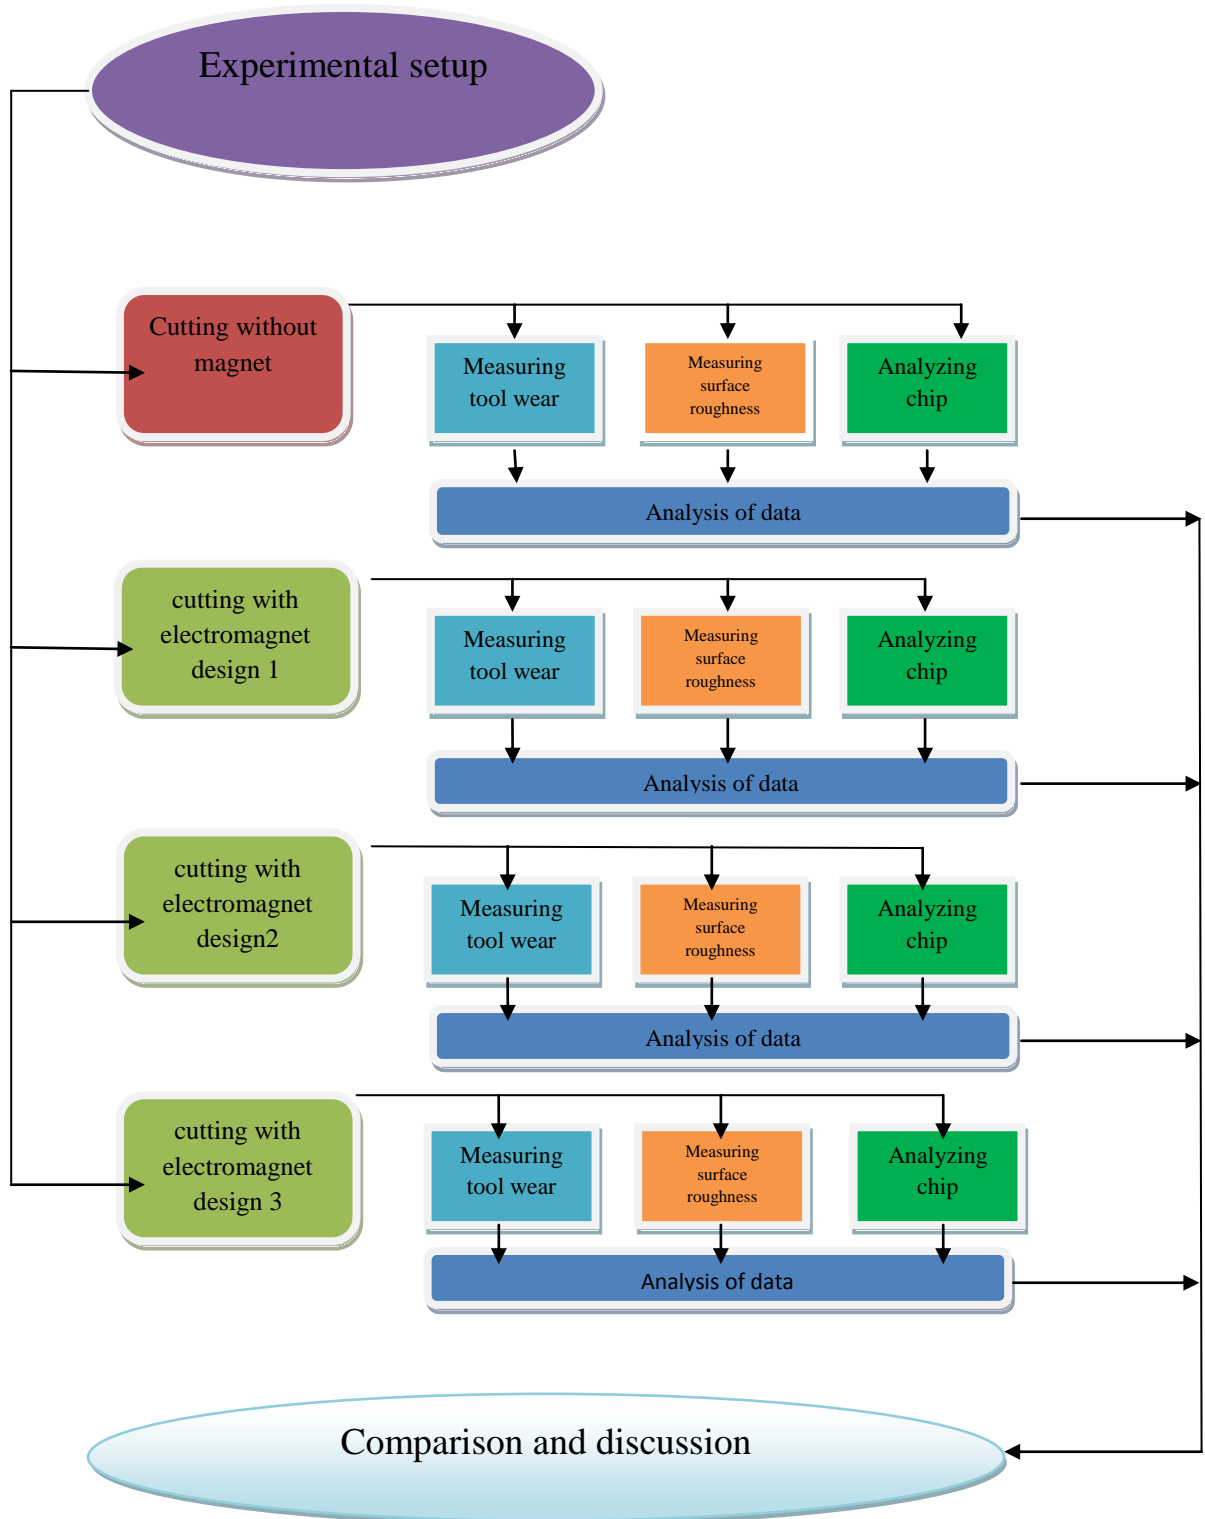 Experimental setup
Cutting without
magnet
Measuring
tool wear
Measuring
surface
roughness
Analyzing
chip
Analysis of data
cutting with
electromagnet
design 1
Measuring
tool wear
Measuring
surface
roughness
Analyzing
chip
Analysis of data
cutting with
electromagnet
design2
Measuring
tool wear
Measuring
surface
roughness
Analyzing
chip
Analysis of data
cutting with
electromagnet
design 3
Measuring
tool wear
Measuring
surface
roughness
Analyzing
chip
Analysis of data
Comparison and discussion